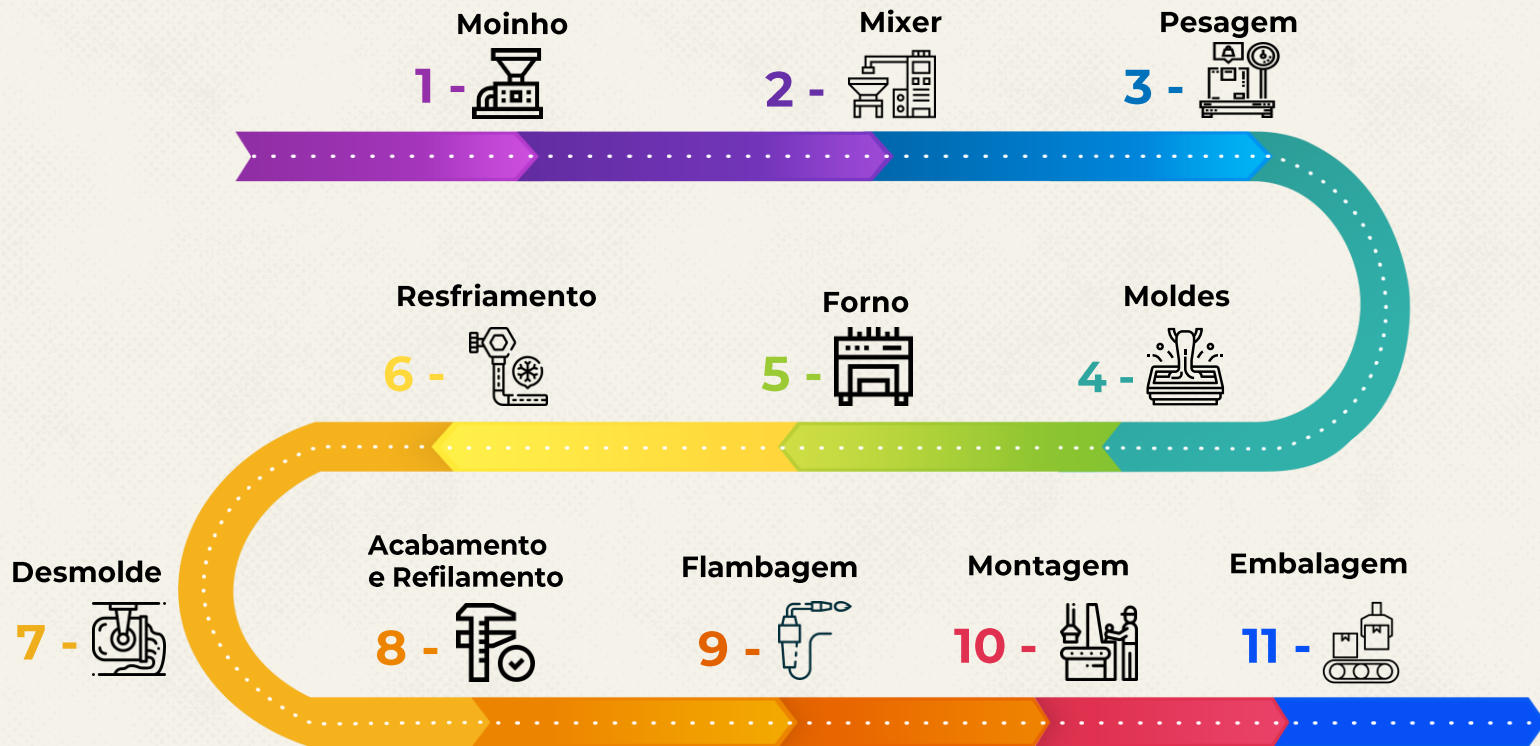 Moinho
1 -
Mixer
2 -
Pesagem
3 -
Moldes
4 -
Forno
5 -
Resfriamento
6 -
Desmolde
7 -
Acabamento
e Refilamento
8 -
Flambagem
9 -
Montagem
10 -
Embalagem
11 -